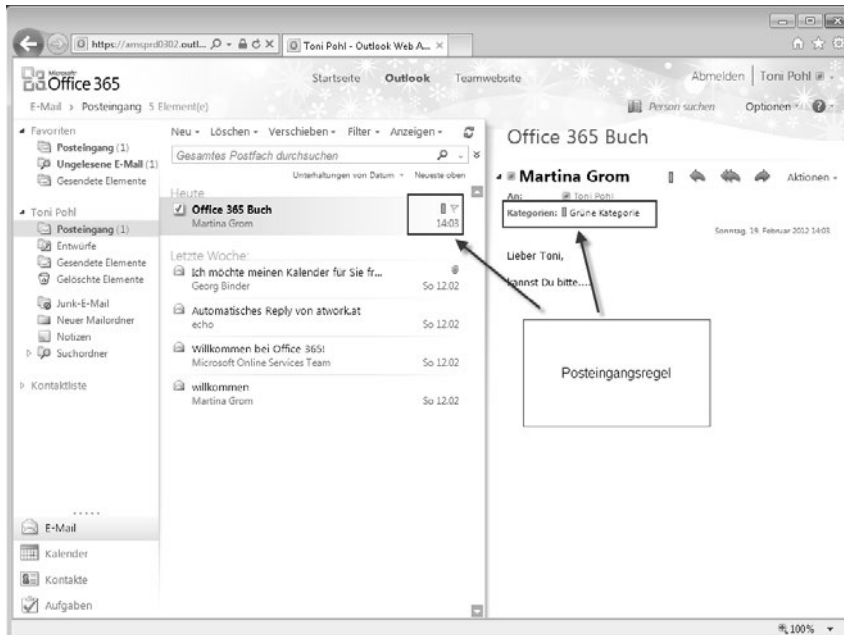 https://amsprd0302.outl...
Toni Pohl - Outlook Web A...
Microsoft
Office 365
Startseite Outlook Teamwebsite
Abmelden Toni Pohl
E-Mail > Posteingang 5 Element(e)
Person suchen Optionen ?
Favoriten
Posteingang (1)
Ungelesene E-Mail (1)
Gesendete Elemente
Toni Pohl
Posteingang (1)
Entwürfe
Gesendete Elemente
Gelöschte Elemente
Junk-E-Mail
Neuer Mailordner
Notizen
Suchordner
Kontaktliste
E-Mail
Kalender
Kontakte
Aufgaben
Neu Löschen Verschieben Filter Anzeigen
Gesamtes Postfach durchsuchen
Unterhaltungen von Datum Neueste oben
Heute
Office 365 Buch
Martina Grom 14:03
Letzte Woche:
Ich möchte meinen Kalender für Sie fr...
Georg Binder So 12.02
Automatisches Reply von atwork.at
echo So 12.02
Willkommen bei Office 365!
Microsoft Online Services Team So 12.02
willkommen
Martina Grom So 12.02
Office 365 Buch
Martina Grom Aktionen
An: Toni Pohl
Kategorien: Grüne Kategorie
Sonntag, 19. Februar 2012 14:03
Lieber Toni,
kannst Du bitte....
Posteingangsregel
100%